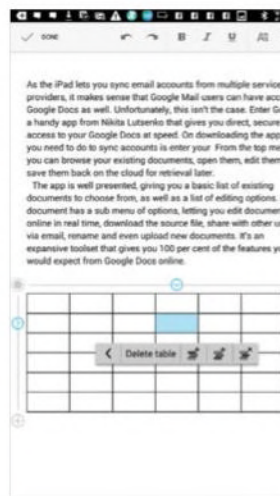 DONE B I U
As the iPad lets you sync email accounts from multiple service
providers, it makes sense that Google Mail users can have acc
Google Docs as well. Unfortunately, this isn't the case. Enter Go
a handy app from Nikita Lutsenko that gives you direct, secure
access to your Google Docs at speed. On downloading the app
you need to do to sync accounts is enter your From the top me
you can browse your existing documents, open them, edit them
save them back on the cloud for retrieval later.
The app is well presented, giving you a basic list of existing
documents to choose from, as well as a list of editing options.
document has a sub menu of options, letting you edit documen
online in real time, download the source file, share with other u
via email, rename and even upload new documents. It's an
expansive toolset that gives you 100 per cent of the features yo
would expect from Google Docs online.
Delete table